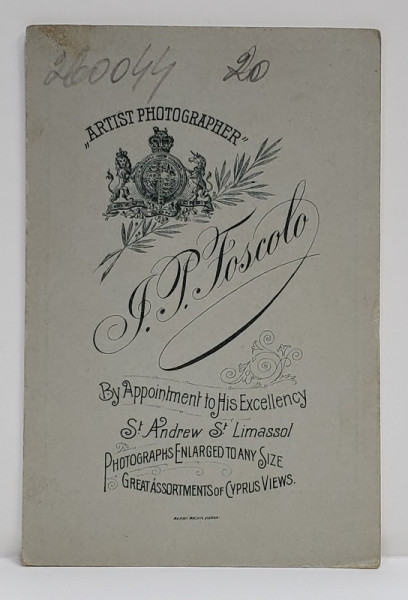 260044 20
„ARTIST PHOTOGRAPHER"
J. P. Foscolo
By Appointment to His Excellency
St Andrew St Limassol
PHOTOGRAPHS ENLARGED TO ANY SIZE
GREAT ASSORTMENTS OF CYPRUS VIEWS.